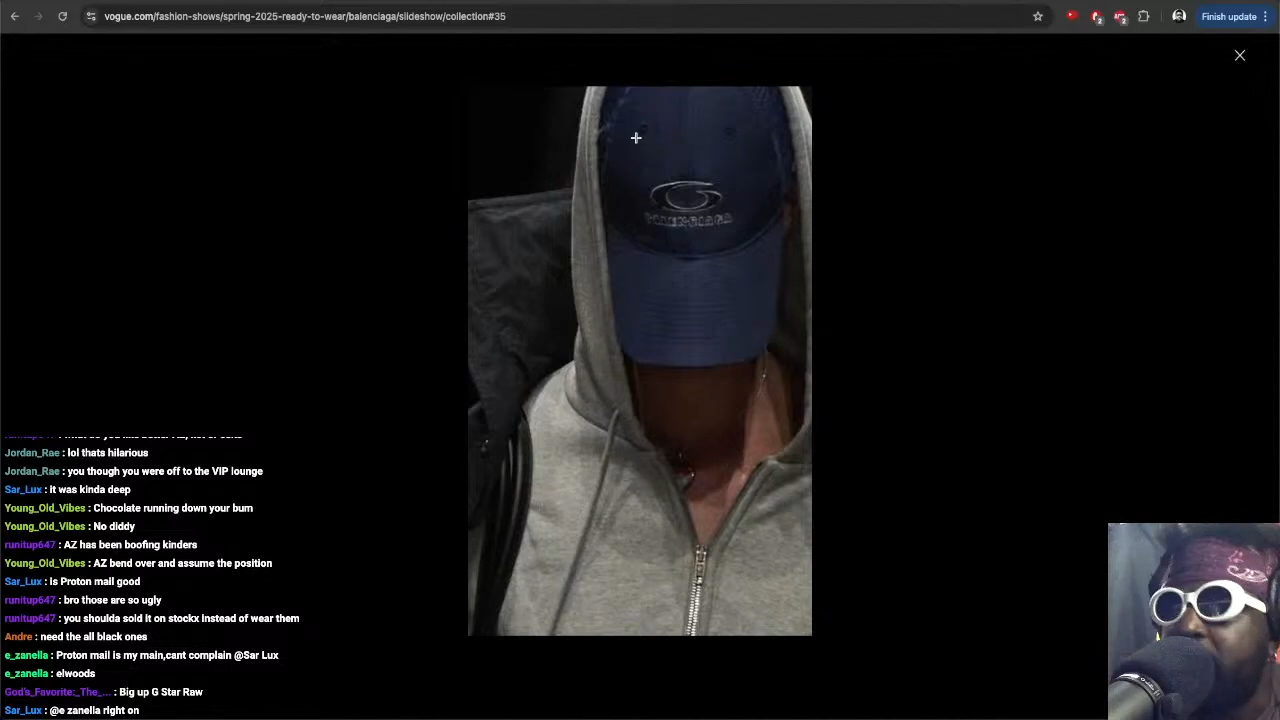 vogue.com/fashion-shows/spring-2025-ready-to-wear/balenciaga/slideshow/collection#35
Finish update
BALENCIAGA
Jordan_Rae : lol thats hilarious
Jordan_Rae : you though you were off to the VIP lounge
Sar_Lux : it was kinda deep
Young_Old_Vibes : Chocolate running down your bum
Young_Old_Vibes : No diddy
runitup647 : AZ has been boofing kinders
Young_Old_Vibes : AZ bend over and assume the position
Sar_Lux : is Proton mail good
runitup647 : bro those are so ugly
runitup647 : you shoulda sold it on stockx instead of wear them
Andre : need the all black ones
e_zanella : Proton mail is my main,cant complain @Sar Lux
e_zanella : elwoods
God's_Favorite:_The_... : Big up G Star Raw
Sar_Lux : @e zanella right on